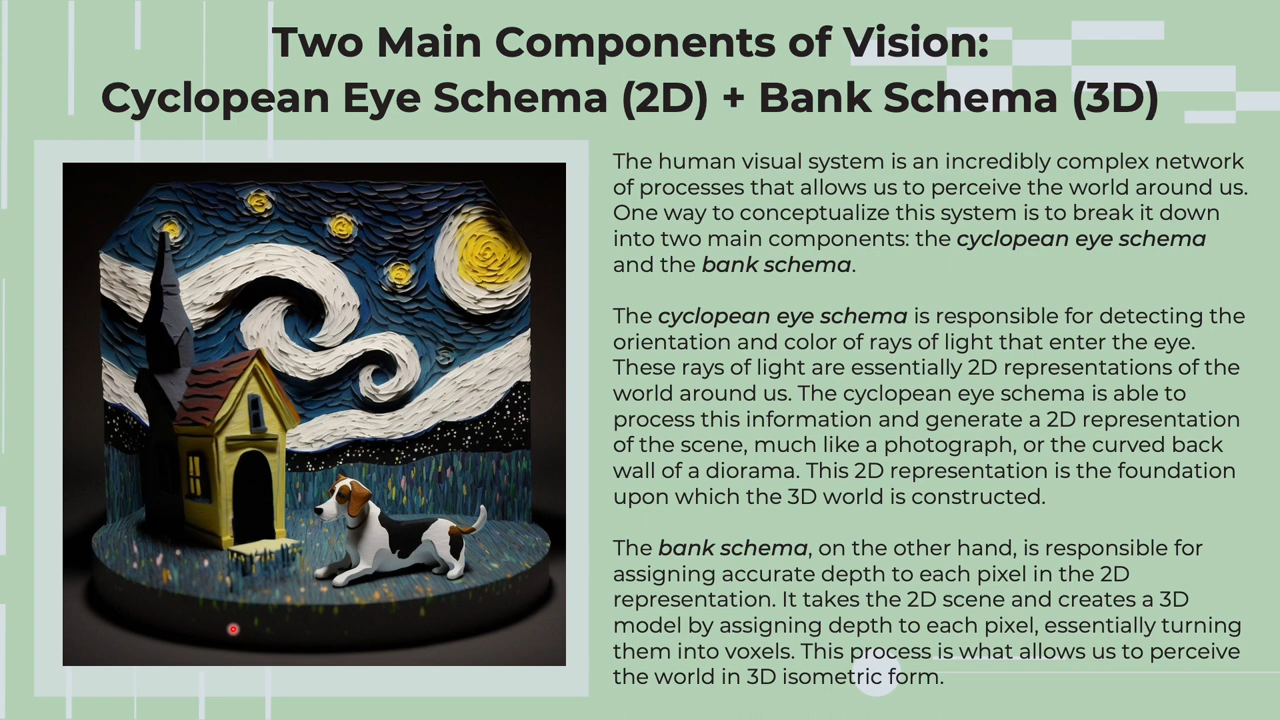 Two Main Components of Vision:
Cyclopean Eye Schema (2D) + Bank Schema (3D)
The human visual system is an incredibly complex network
of processes that allows us to perceive the world around us.
One way to conceptualize this system is to break it down
into two main components: the cyclopean eye schema
and the bank schema.
The cyclopean eye schema is responsible for detecting the
orientation and color of rays of light that enter the eye.
These rays of light are essentially 2D representations of the
world around us. The cyclopean eye schema is able to
process this information and generate a 2D representation
of the scene, much like a photograph, or the curved back
wall of a diorama. This 2D representation is the foundation
upon which the 3D world is constructed.
The bank schema, on the other hand, is responsible for
assigning accurate depth to each pixel in the 2D
representation. It takes the 2D scene and creates a 3D
model by assigning depth to each pixel, essentially turning
them into voxels. This process is what allows us to perceive
the world in 3D isometric form.